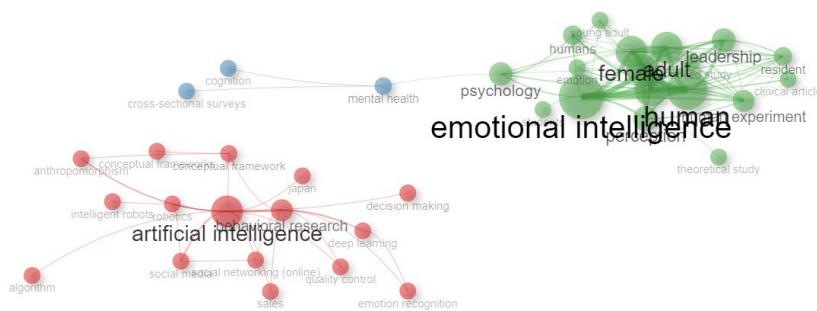 young adult
humans
leadership
cognition
emotion
female
adult
study
resident
psychology
mental health
clinical article
cross-sectional surveys
human
human experiment
emotional intelligence
perception
conceptual frameworks
conceptual framework
theoretical study
anthropomorphism
japan
decision making
intelligent robots
robotics
behavioral research
artificial intelligence
deep learning
social media
social networking (online)
quality control
algorithm
sales
emotion recognition